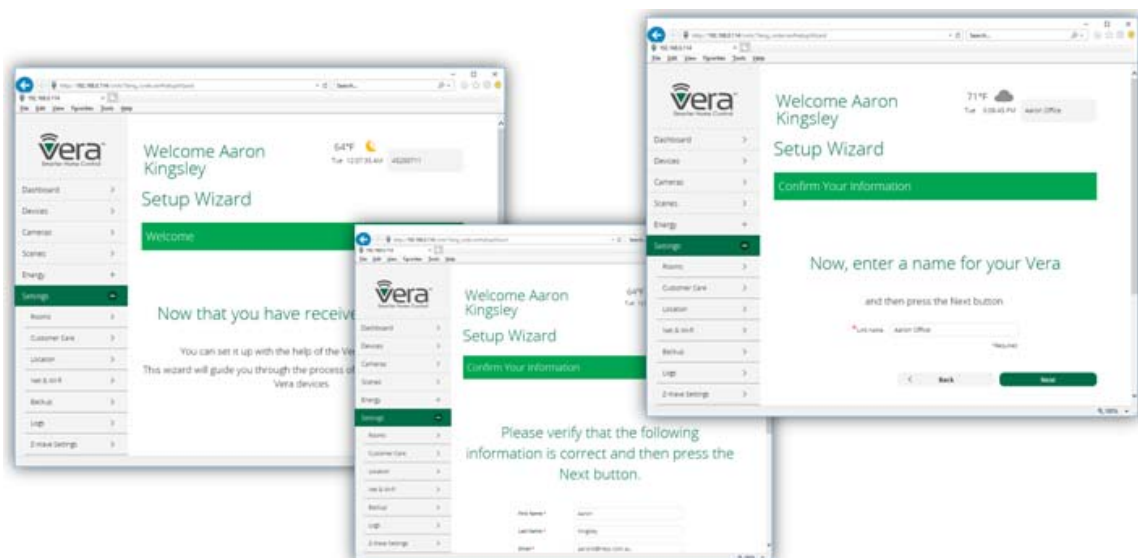 vera
Smarter Home Control
Dashboard
Devices
Cameras
Scenes
Energy
Settings
Rooms
Customer Care
Location
Net & Wi-Fi
Backup
Logs
Z-Wave Settings
Welcome Aaron
Kingsley
64°F
Setup Wizard
Welcome
Now that you have receive
You can set it up with the help of the Ve
This wizard will guide you through the process of
Vera devices
vera
Smarter Home Control
Dashboard
Devices
Cameras
Scenes
Energy
Settings
Rooms
Customer Care
Location
Net & Wi-Fi
Backup
Logs
Z-Wave Settings
Welcome Aaron
Kingsley
Setup Wizard
Confirm Your Information
Please verify that the following
information is correct and then press the
Next button.
First Name *
Aaron
Last Name *
Kingsley
Email *
vera
Smarter Home Control
Dashboard
Devices
Cameras
Scenes
Energy
Settings
Rooms
Customer Care
Location
Net & Wi-Fi
Backup
Logs
Z-Wave Settings
Welcome Aaron
Kingsley
71°F
Aaron Office
Setup Wizard
Confirm Your Information
Now, enter a name for your Vera
and then press the Next button
*Unit name Aaron Office
*Required
Back Next